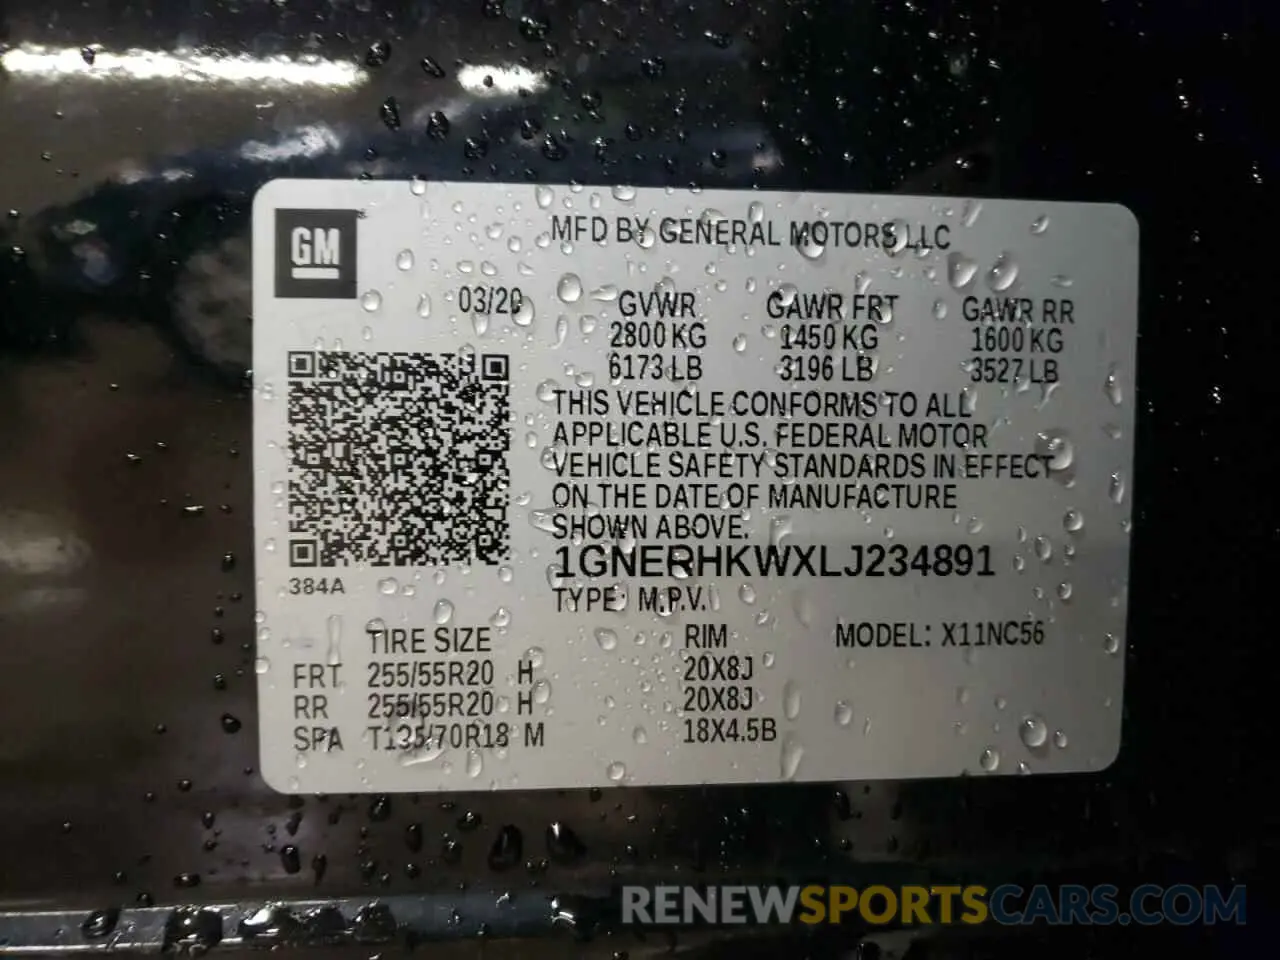 GM
MFD BY GENERAL MOTORS LLC
03/20 GVWR GAWR FRT GAWR RR
2800 KG 1450 KG 1600 KG
6173 LB 3196 LB 3527 LB
THIS VEHICLE CONFORMS TO ALL
APPLICABLE U.S. FEDERAL MOTOR
VEHICLE SAFETY STANDARDS IN EFFECT
ON THE DATE OF MANUFACTURE
SHOWN ABOVE.
1GNERHKWXLJ234891
384A
TYPE: M.P.V.
TIRE SIZE RIM MODEL: X11NC56
FRT 255/55R20 H 20X8J
RR 255/55R20 H 20X8J
SPA T135/70R18 M 18X4.5B
RENEWSPORTSCARS.COM